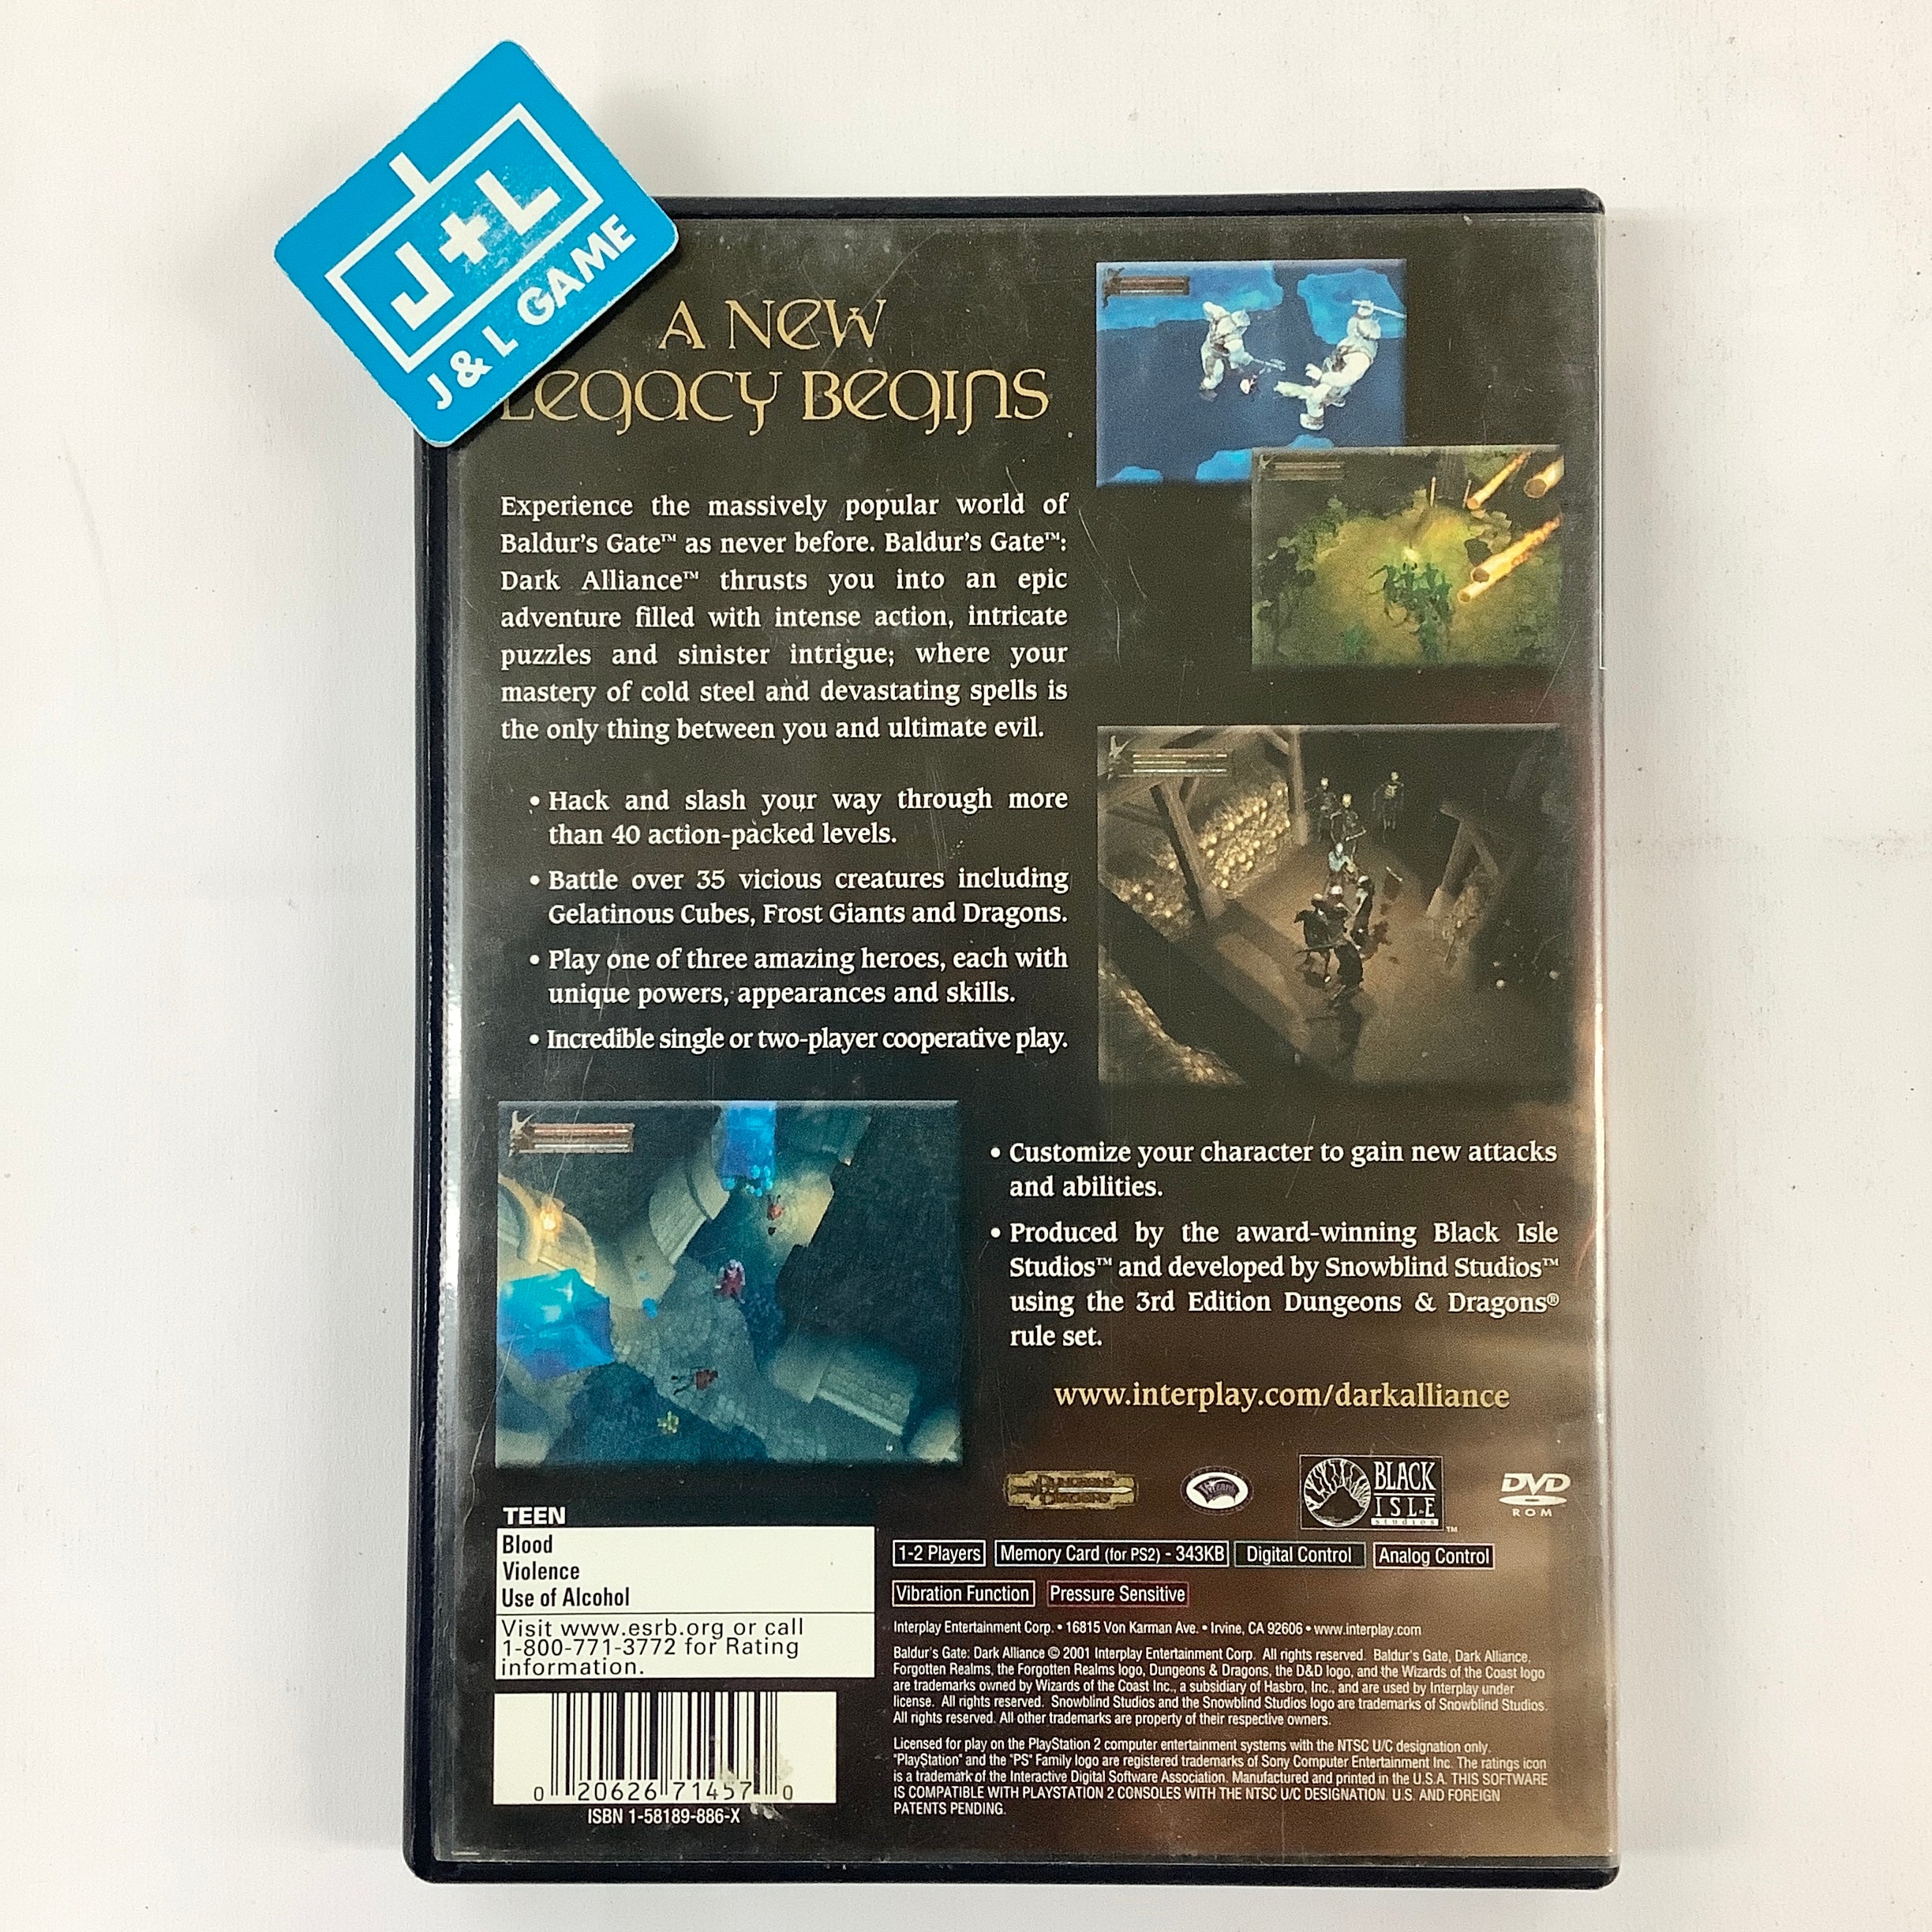 J+L
J & L GAME
A New
Legacy Begins
Experience the massively popular world of
Baldur's Gate™ as never before. Baldur's Gate™:
Dark Alliance™ thrusts you into an epic
adventure filled with intense action, intricate
puzzles and sinister intrigue; where your
mastery of cold steel and devastating spells is
the only thing between you and ultimate evil.
• Hack and slash your way through more
than 40 action-packed levels.
• Battle over 35 vicious creatures including
Gelatinous Cubes, Frost Giants and Dragons.
• Play one of three amazing heroes, each with
unique powers, appearances and skills.
• Incredible single or two-player cooperative play.
• Customize your character to gain new attacks
and abilities.
• Produced by the award-winning Black Isle
Studios™ and developed by Snowblind Studios™
using the 3rd Edition Dungeons & Dragons®
rule set.
www.interplay.com/darkalliance
DUNGEONS
DRAGONS
Wizards
BLACK
ISLE
studios™
DVD
ROM
TEEN
Blood
Violence
Use of Alcohol
Visit www.esrb.org or call
1-800-771-3772 for Rating
information.
1-2 Players
Memory Card (for PS2) - 343KB
Digital Control
Analog Control
Vibration Function
Pressure Sensitive
Interplay Entertainment Corp. • 16815 Von Karman Ave. • Irvine, CA 92606 • www.interplay.com
Baldur's Gate: Dark Alliance © 2001 Interplay Entertainment Corp. All rights reserved. Baldur's Gate, Dark Alliance,
Forgotten Realms, the Forgotten Realms logo, Dungeons & Dragons, the D&D logo, and the Wizards of the Coast logo
are trademarks owned by Wizards of the Coast Inc., a subsidiary of Hasbro, Inc., and are used by Interplay under
license. All rights reserved. Snowblind Studios and the Snowblind Studios logo are trademarks of Snowblind Studios.
All rights reserved. All other trademarks are property of their respective owners.
Licensed for play on the PlayStation 2 computer entertainment systems with the NTSC U/C designation only.
"PlayStation" and the "PS" Family logo are registered trademarks of Sony Computer Entertainment Inc. The ratings icon
is a trademark of the Interactive Digital Software Association. Manufactured and printed in the U.S.A. THIS SOFTWARE
IS COMPATIBLE WITH PLAYSTATION 2 CONSOLES WITH THE NTSC U/C DESIGNATION. U.S. AND FOREIGN
PATENTS PENDING.
0 20626 71457 0
ISBN 1-58189-886-X